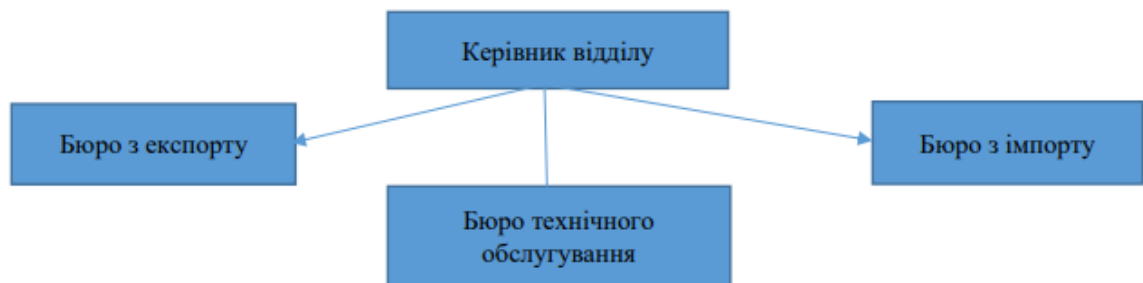 Керівник відділу
Бюро з експорту
Бюро з імпорту
Бюро технічного
обслугування